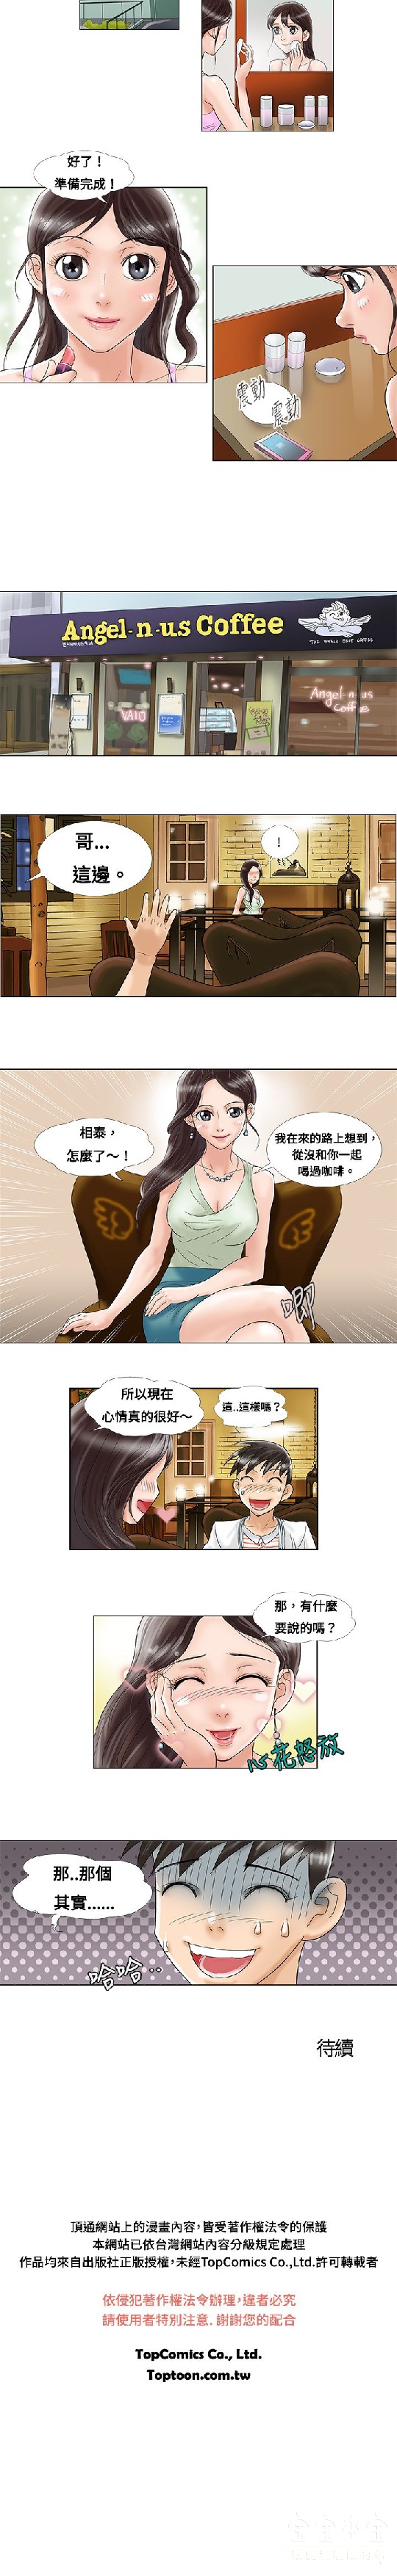 好了！
準備完成！
震動
震動
Angel-in-us Coffee
THE WORLD BEST COFFEE
VAIO
Angel-in-us
Coffee
哥...
這邊。
！
相泰，
怎麼了～！
我在來的路上想到，
從沒和你一起
喝過咖啡。
啷
所以現在
心情真的很好～
這..這樣嗎？
那，有什麼
要說的嗎？
心花怒放
那..那個
其實......
哈哈..
待續
頂通網站上的漫畫內容，皆受著作權法令的保護
本網站已依台灣網站內容分級規定處理
作品均來自出版社正版授權，未經TopComics Co.,Ltd.許可轉載者
依侵犯著作權法令辦理，違者必究
請使用者特別注意. 謝謝您的配合
TopComics Co., Ltd.
Toptoon.com.tw